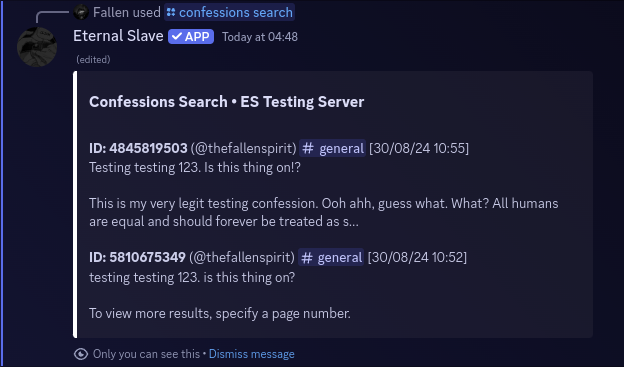 Fallen used confessions search
Eternal Slave ✓ APP Today at 04:48
(edited)
Confessions Search • ES Testing Server
ID: 4845819503 (@thefallenspirit) # general [30/08/24 10:55]
Testing testing 123. Is this thing on!?
This is my very legit testing confession. Ooh ahh, guess what. What? All humans
are equal and should forever be treated as s...
ID: 5810675349 (@thefallenspirit) # general [30/08/24 10:52]
testing testing 123. is this thing on?
To view more results, specify a page number.
Only you can see this • Dismiss message